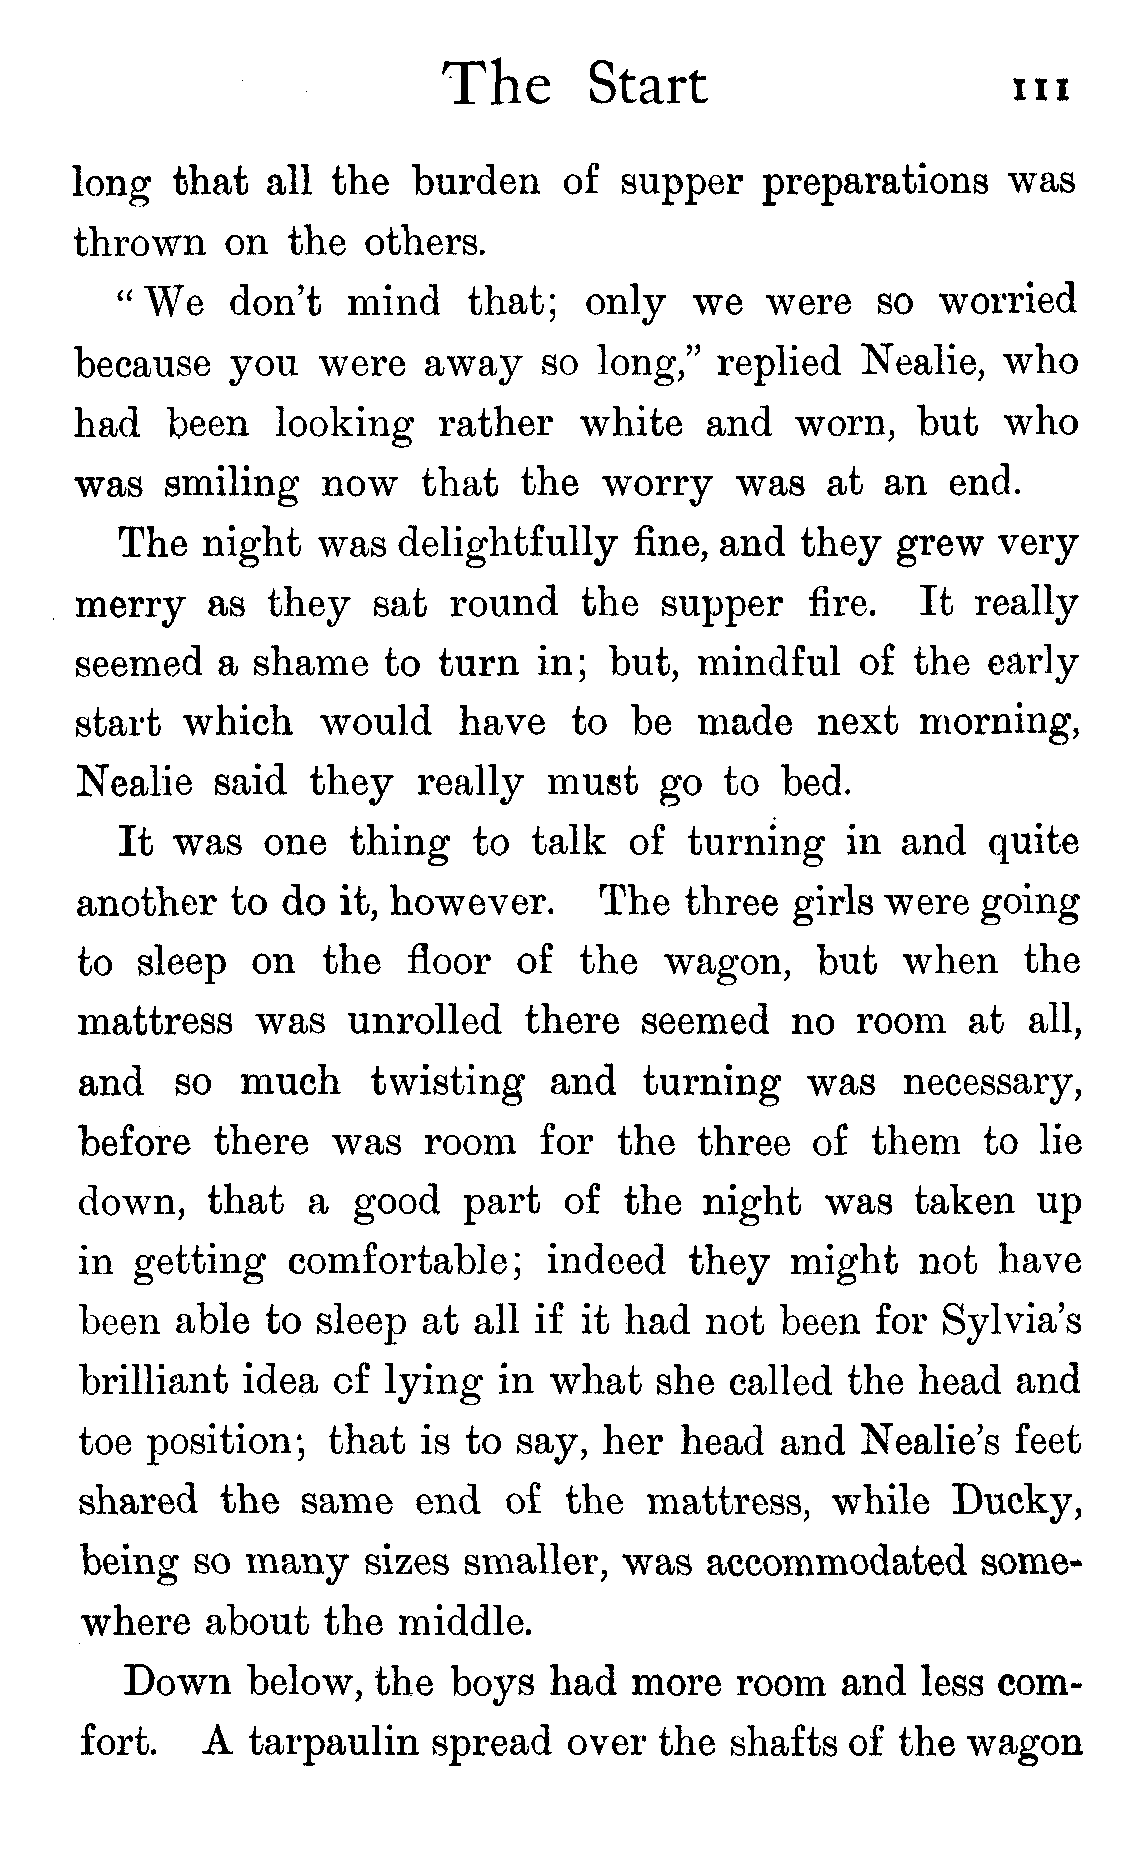 The Start 111
long that all the burden of supper preparations was
thrown on the others.
"We don't mind that; only we were so worried
because you were away so long," replied Nealie, who
had been looking rather white and worn, but who
was smiling now that the worry was at an end.
The night was delightfully fine, and they grew very
merry as they sat round the supper fire. It really
seemed a shame to turn in; but, mindful of the early
start which would have to be made next morning,
Nealie said they really must go to bed.
It was one thing to talk of turning in and quite
another to do it, however. The three girls were going
to sleep on the floor of the wagon, but when the
mattress was unrolled there seemed no room at all,
and so much twisting and turning was necessary,
before there was room for the three of them to lie
down, that a good part of the night was taken up
in getting comfortable; indeed they might not have
been able to sleep at all if it had not been for Sylvia's
brilliant idea of lying in what she called the head and
toe position; that is to say, her head and Nealie's feet
shared the same end of the mattress, while Ducky,
being so many sizes smaller, was accommodated some-
where about the middle.
Down below, the boys had more room and less com-
fort. A tarpaulin spread over the shafts of the wagon